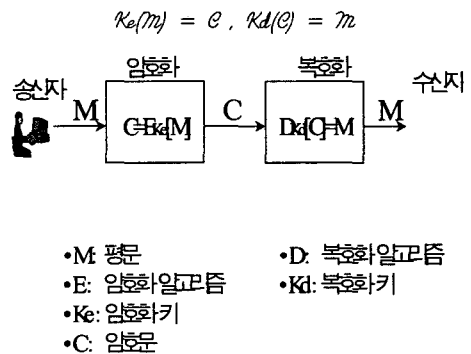 Ke(M) = C , Kd(C) = M
암호화 복호화
송신자 수신자
M C=EKe[M] C DKd[C]=M M
•M: 평문
•E: 암호화 알고리즘
•Ke: 암호화 키
•C: 암호문
•D: 복호화 알고리즘
•Kd: 복호화 키